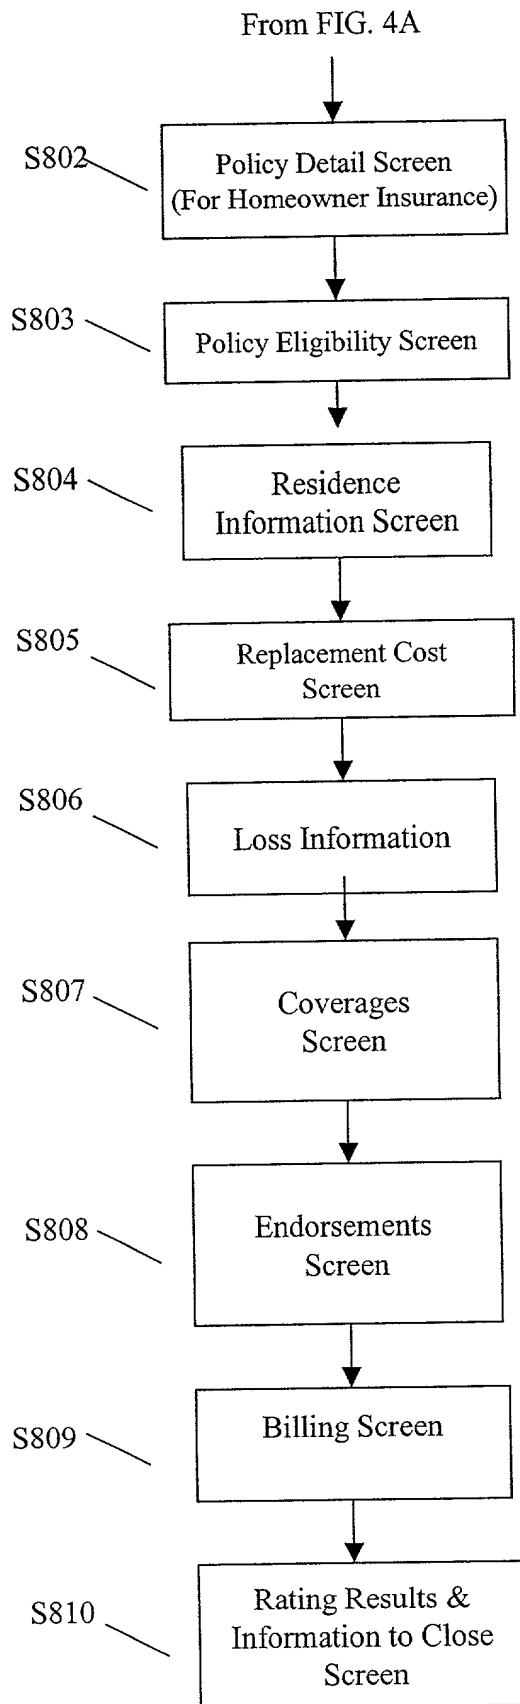 From FIG. 4A
S802
Policy Detail Screen
(For Homeowner Insurance)
S803
Policy Eligibility Screen
S804
Residence
Information Screen
S805
Replacement Cost
Screen
S806
Loss Information
S807
Coverages
Screen
S808
Endorsements
Screen
S809
Billing Screen
S810
Rating Results &
Information to Close
Screen